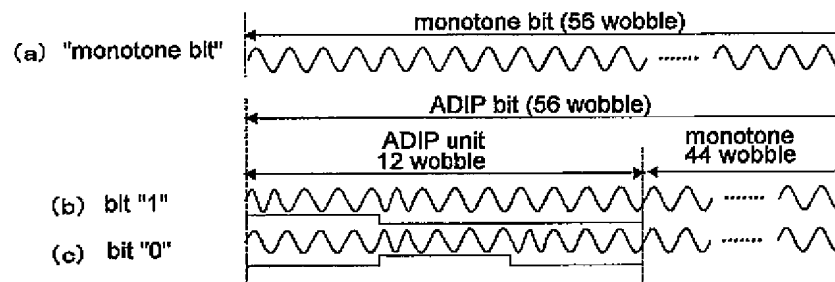 monotone bit (56 wobble)
(a) "monotone bit"
ADIP bit (56 wobble)
ADIP unit
12 wobble
monotone
44 wobble
(b) bit "1"
(c) bit "0"